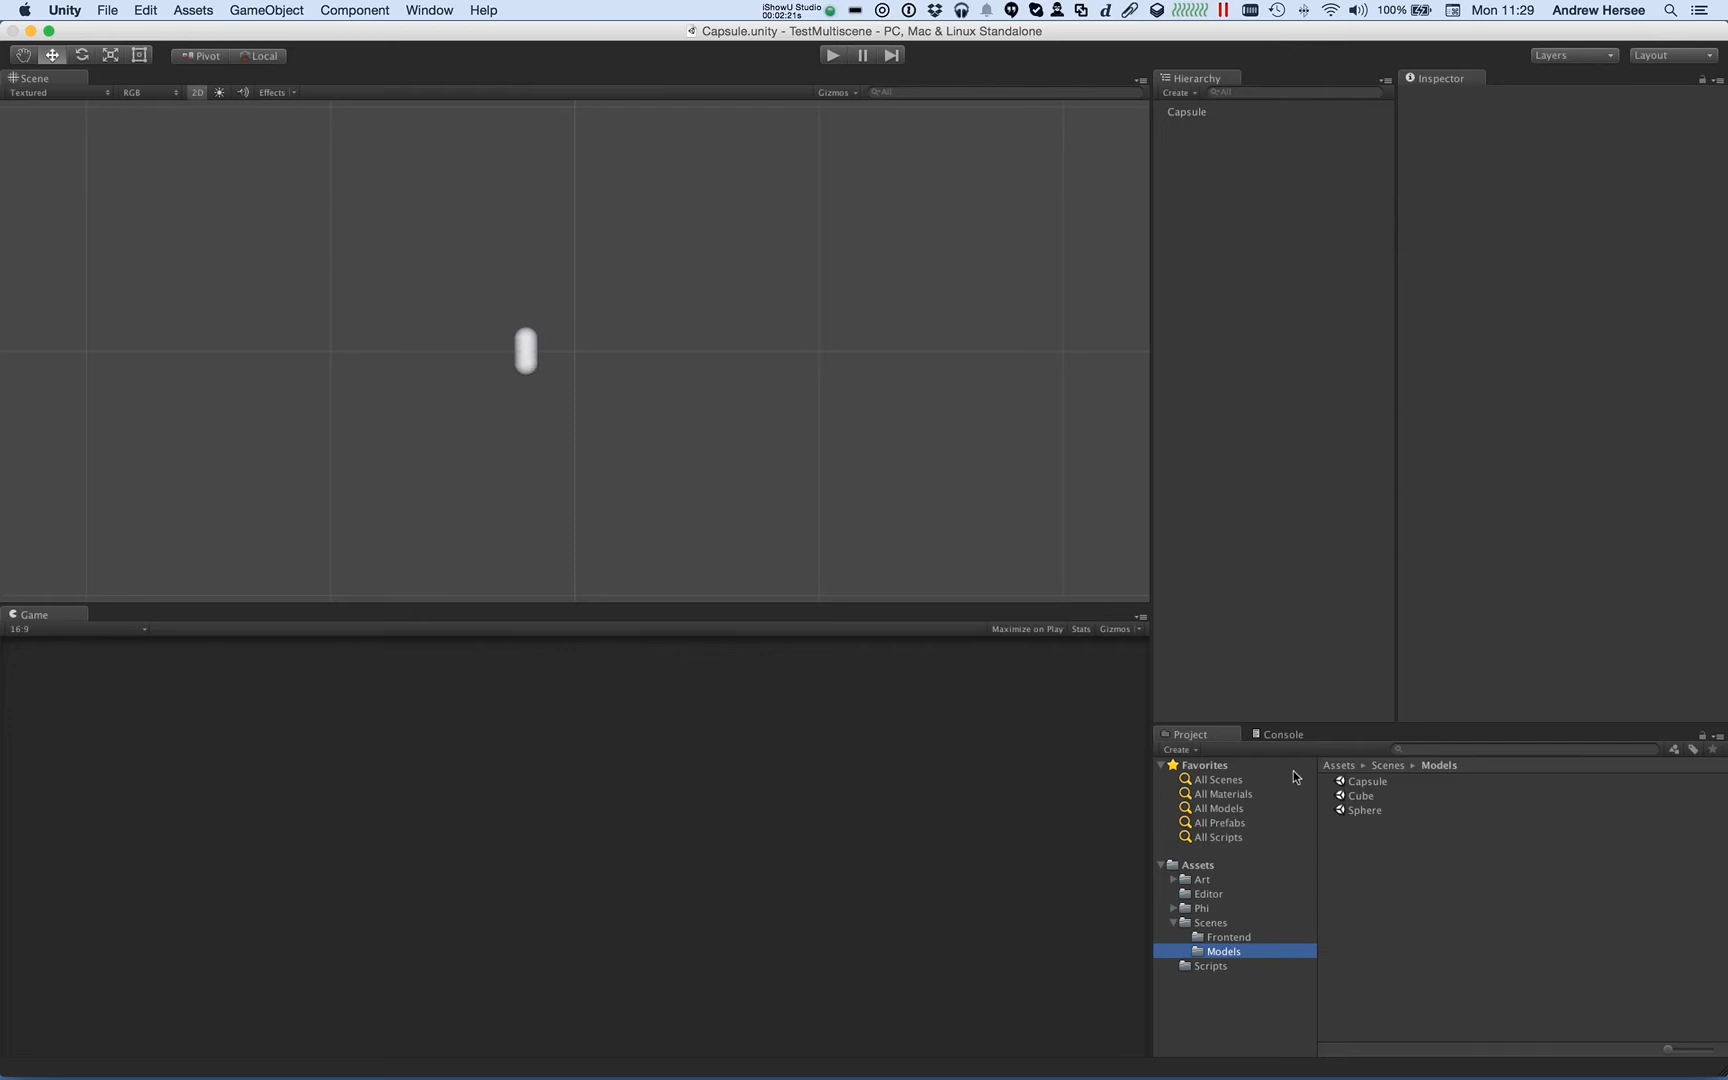 Unity File Edit Assets GameObject Component Window Help iShowU Studio 00:02:21s 100% Mon 11:29 Andrew Hersee
Capsule.unity - TestMultiscene - PC, Mac & Linux Standalone
Pivot Local Layers Layout
Scene
Textured RGB 2D Effects Gizmos All
Hierarchy
Create All
Capsule
Inspector
Game
16:9 Maximize on Play Stats Gizmos
Project Console
Create
Favorites
All Scenes
All Materials
All Models
All Prefabs
All Scripts
Assets
Art
Editor
Phi
Scenes
Frontend
Models
Scripts
Assets Scenes Models
Capsule
Cube
Sphere